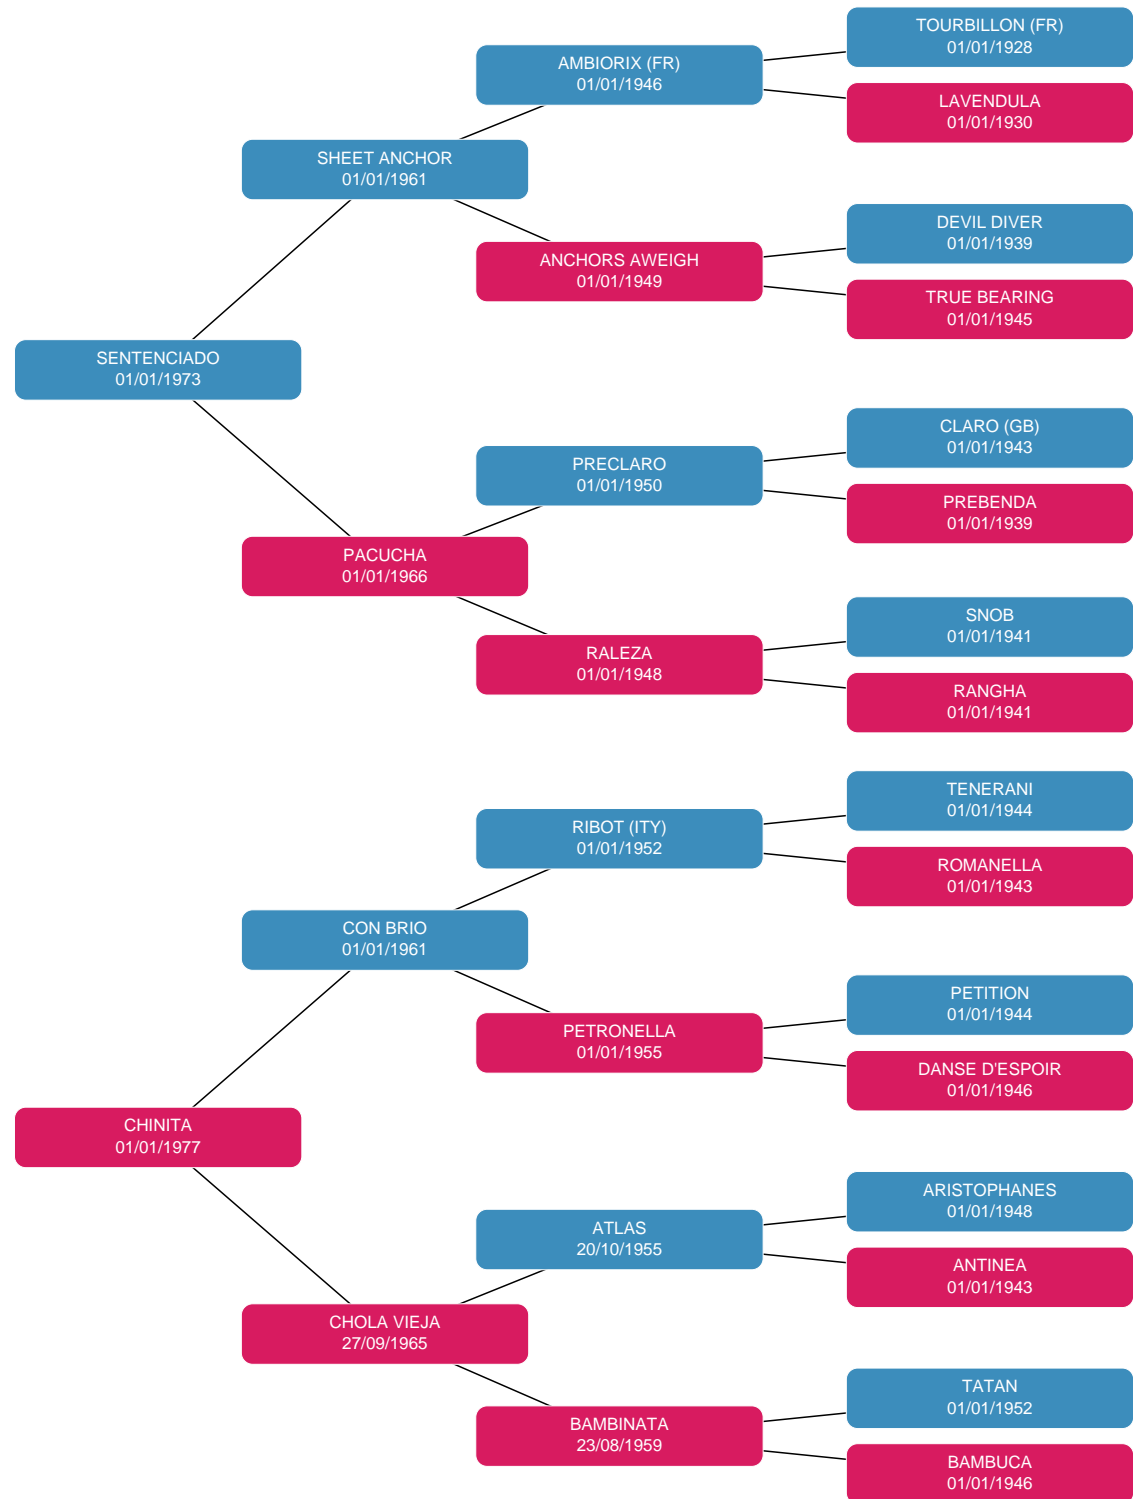 TOURBILLON (FR)
01/01/1928
AMBIORIX (FR)
01/01/1946
LAVENDULA
01/01/1930
SHEET ANCHOR
01/01/1961
DEVIL DIVER
01/01/1939
ANCHORS AWEIGH
01/01/1949
TRUE BEARING
01/01/1945
SENTENCIADO
01/01/1973
CLARO (GB)
01/01/1943
PRECLARO
01/01/1950
PREBENDA
01/01/1939
PACUCHA
01/01/1966
SNOB
01/01/1941
RALEZA
01/01/1948
RANGHA
01/01/1941
TENERANI
01/01/1944
RIBOT (ITY)
01/01/1952
ROMANELLA
01/01/1943
CON BRIO
01/01/1961
PETITION
01/01/1944
PETRONELLA
01/01/1955
DANSE D'ESPOIR
01/01/1946
CHINITA
01/01/1977
ARISTOPHANES
01/01/1948
ATLAS
20/10/1955
ANTINEA
01/01/1943
CHOLA VIEJA
27/09/1965
TATAN
01/01/1952
BAMBINATA
23/08/1959
BAMBUCA
01/01/1946